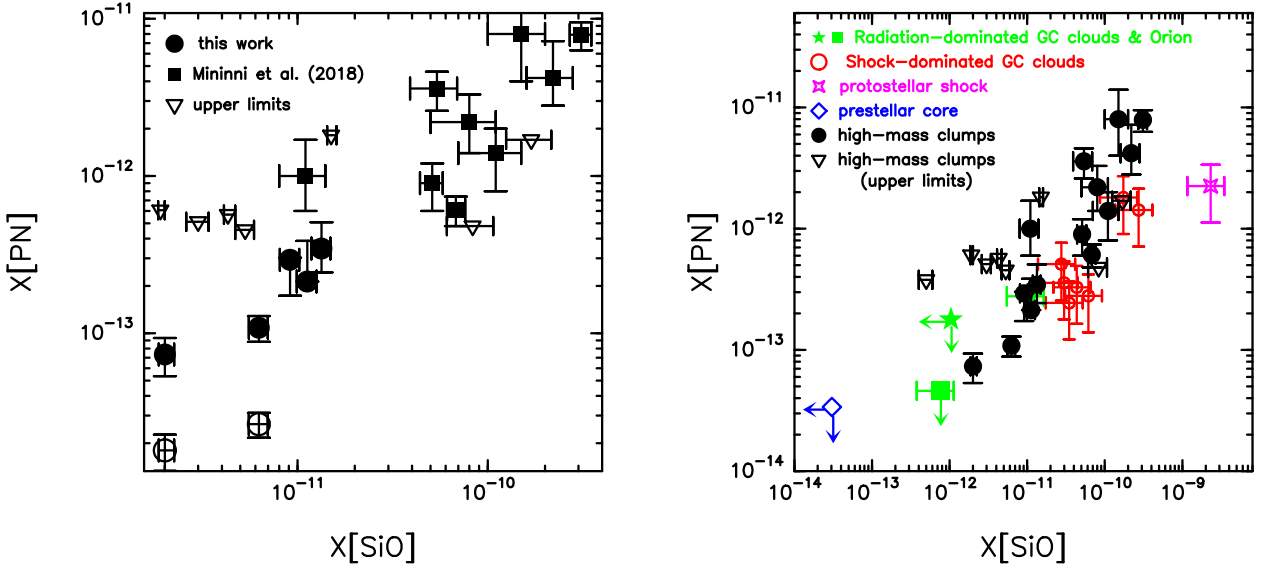 10⁻¹¹
10⁻¹²
10⁻¹³
X[PN]
this work
Mininni et al. (2018)
upper limits
10⁻¹¹
10⁻¹⁰
X[SiO]
10⁻¹¹
10⁻¹²
10⁻¹³
10⁻¹⁴
X[PN]
Radiation−dominated GC clouds & Orion
Shock−dominated GC clouds
protostellar shock
prestellar core
high−mass clumps
high−mass clumps
(upper limits)
10⁻¹⁴
10⁻¹³
10⁻¹²
10⁻¹¹
10⁻¹⁰
10⁻⁹
X[SiO]